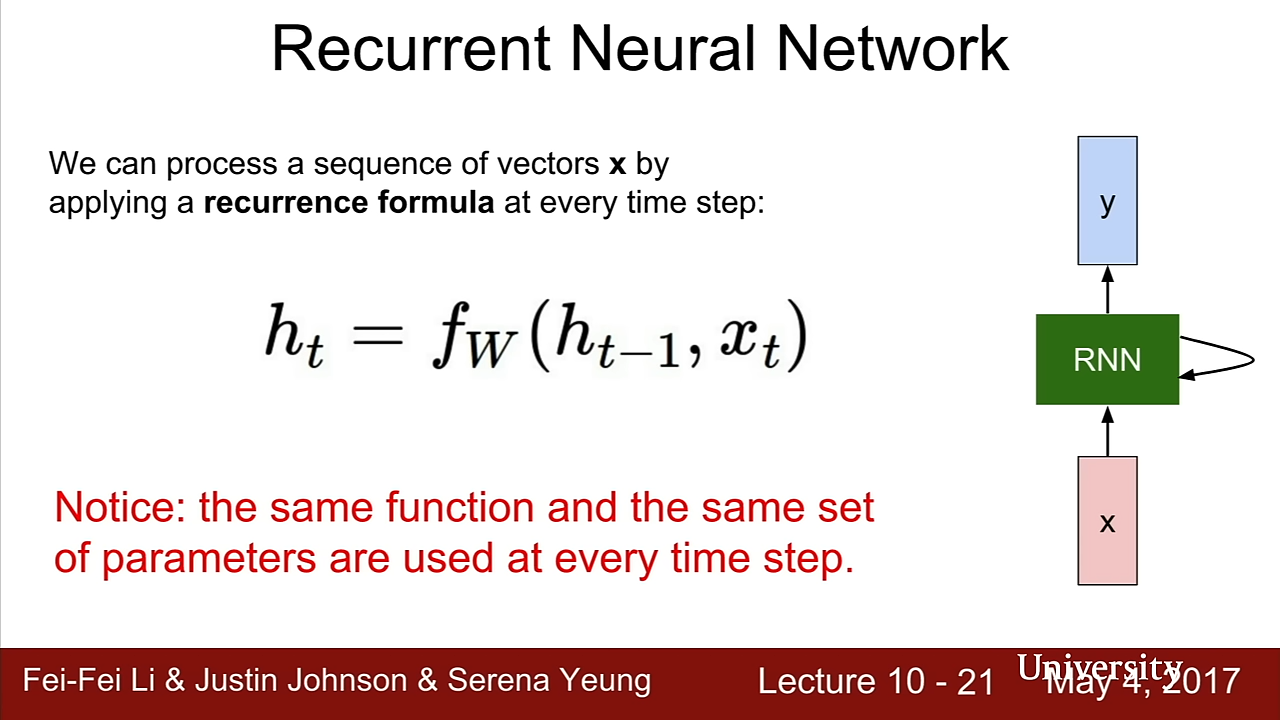 Recurrent Neural Network
We can process a sequence of vectors x by
applying a recurrence formula at every time step:
y
h_t = f_W(h_{t-1}, x_t)
RNN
Notice: the same function and the same set
of parameters are used at every time step.
x
Fei-Fei Li & Justin Johnson & Serena Yeung
Lecture 10 - 21
University
May 4, 2017